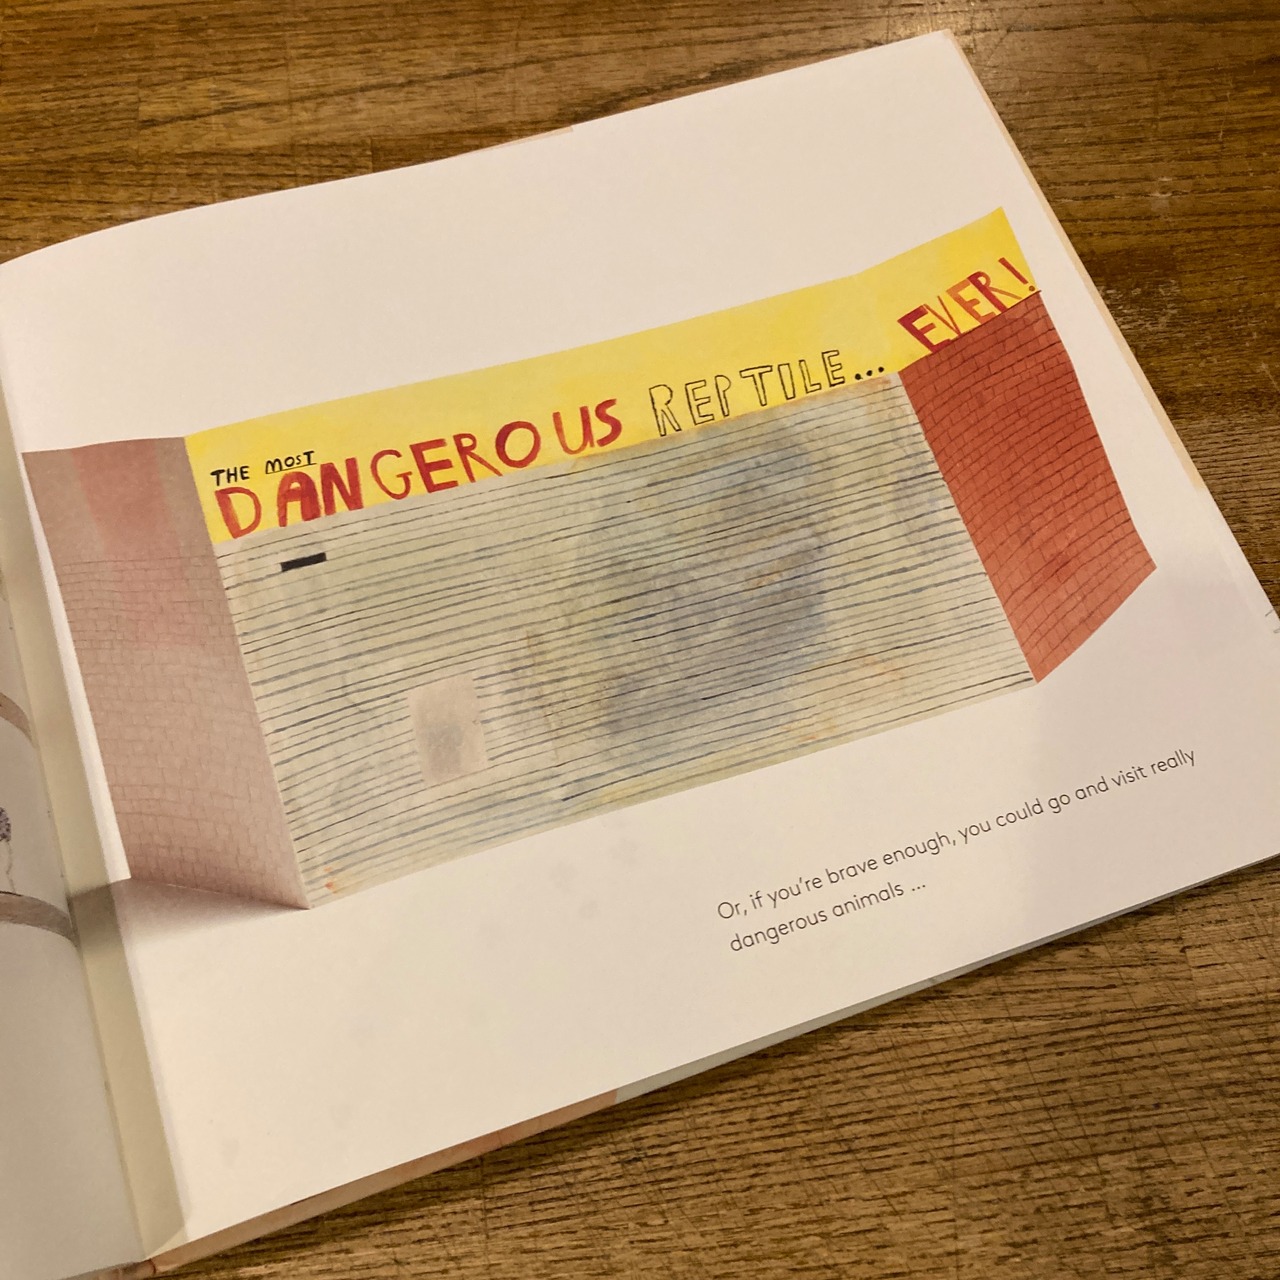 THE MOST
DANGEROUS REPTILE... EVER!
Or, if you're brave enough, you could go and visit really
dangerous animals ...